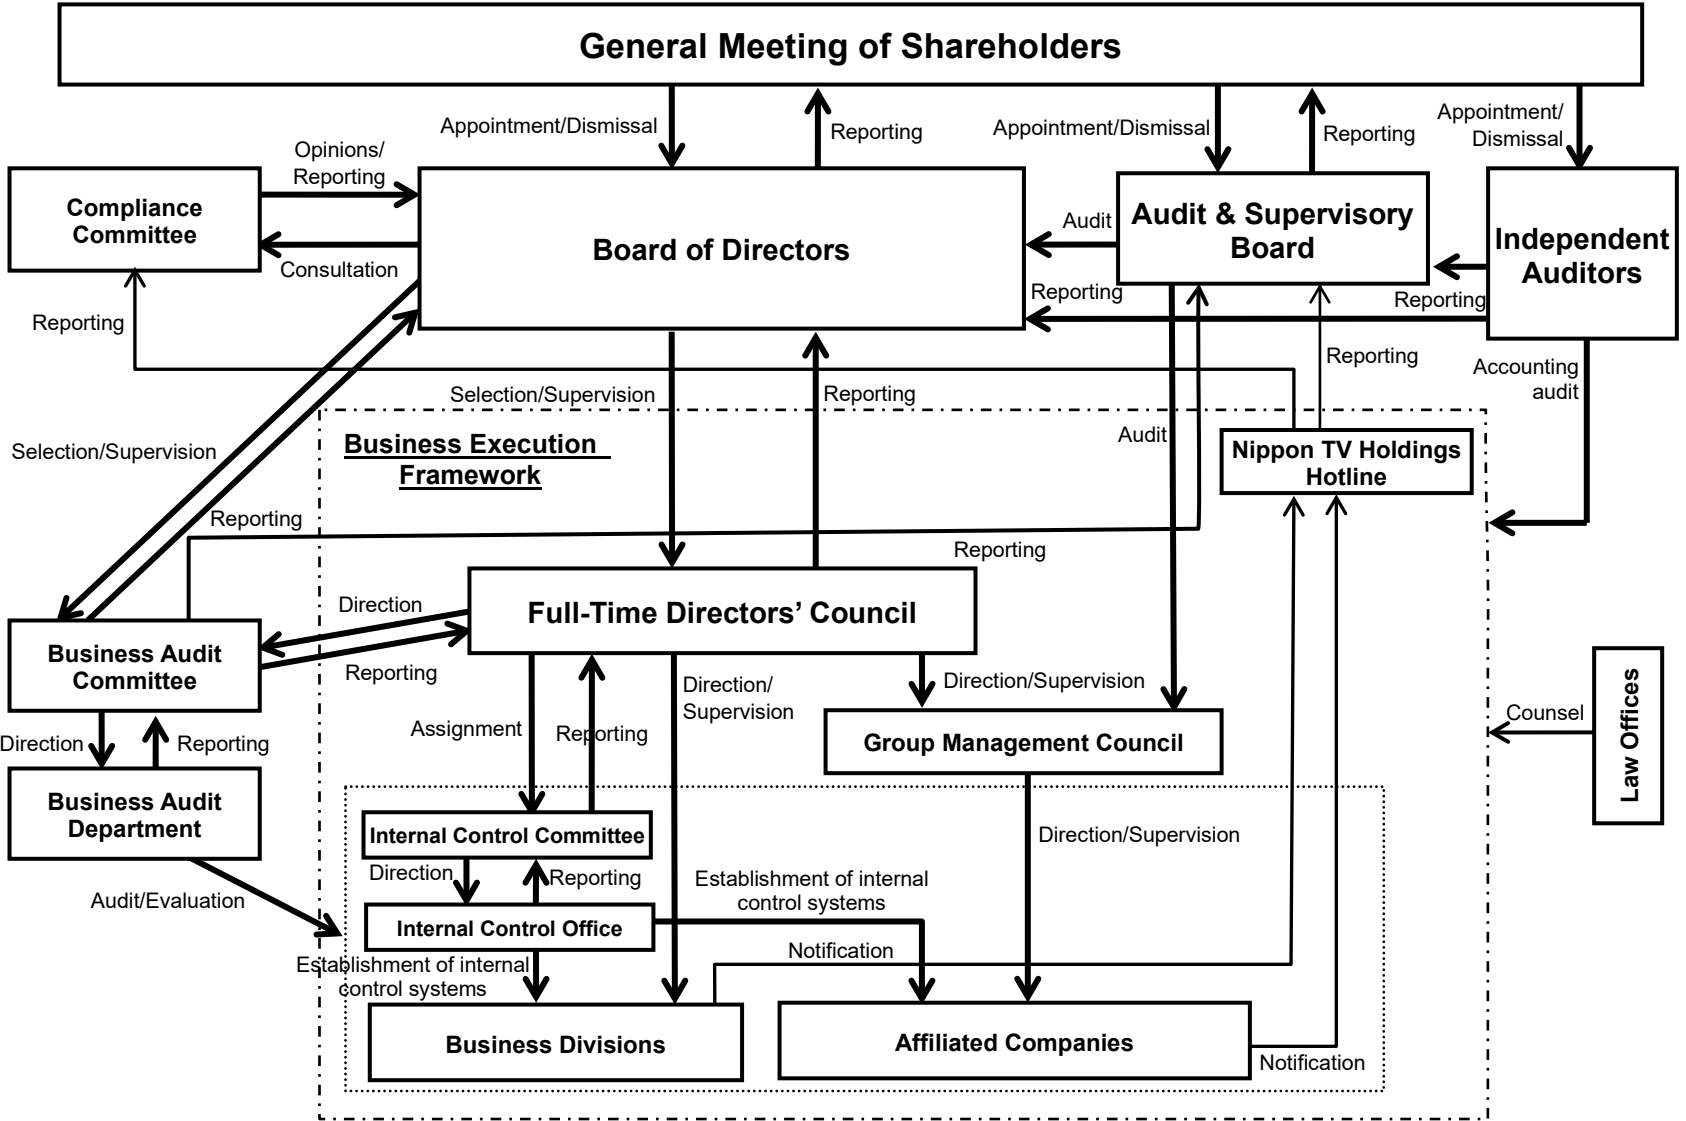 General Meeting of Shareholders
Appointment/Dismissal
Reporting
Appointment/Dismissal
Reporting
Appointment/
Dismissal
Opinions/
Reporting
Compliance
Committee
Consultation
Board of Directors
Audit
Audit & Supervisory
Board
Independent
Auditors
Reporting
Reporting
Reporting
Reporting
Accounting
audit
Selection/Supervision
Reporting
Selection/Supervision
Audit
Business Execution
Framework
Nippon TV Holdings
Hotline
Reporting
Reporting
Full-Time Directors’ Council
Direction
Reporting
Business Audit
Committee
Direction
Reporting
Business Audit
Department
Audit/Evaluation
Assignment
Reporting
Direction/
Supervision
Direction/Supervision
Group Management Council
Counsel
Law Offices
Internal Control Committee
Direction
Reporting
Direction/Supervision
Internal Control Office
Establishment of internal
control systems
Establishment of internal
control systems
Notification
Business Divisions
Affiliated Companies
Notification